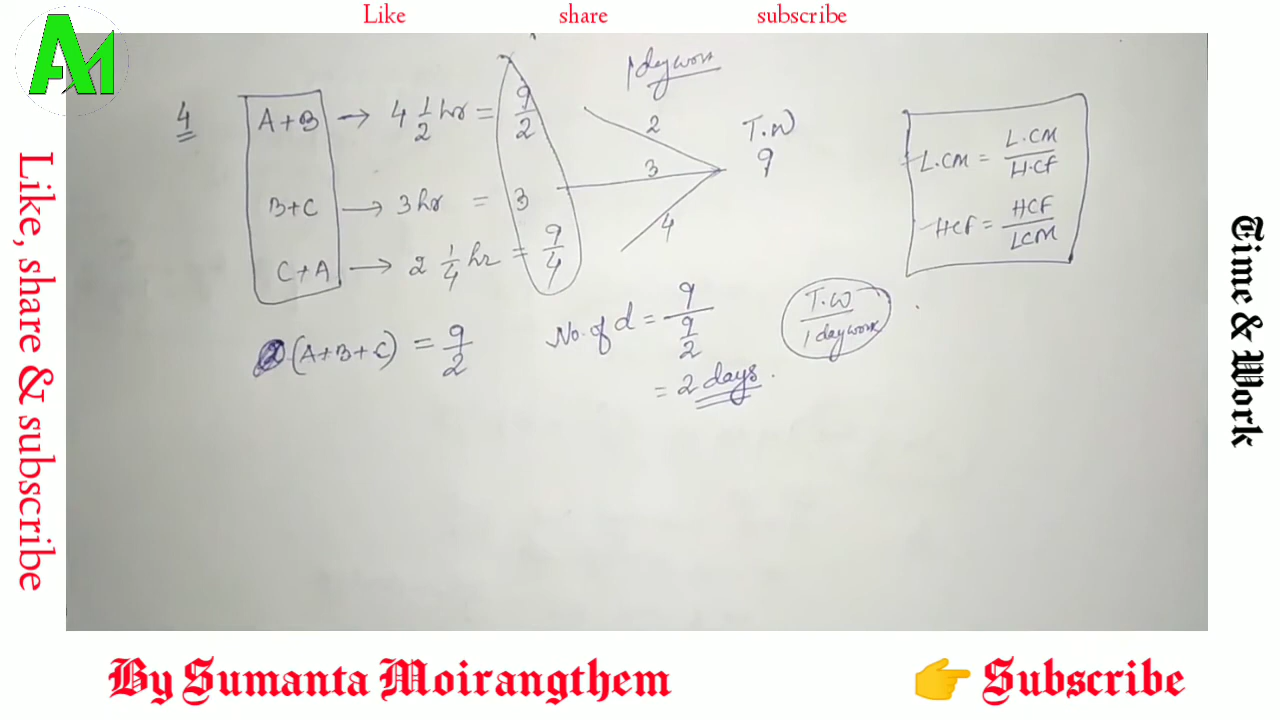 Like share subscribe
AM
Like, share & subscribe
1 day work
4 A+B → 4 1/2 hr = 9/2 2 T.W
B+C → 3 hr = 3 3 9
C+A → 2 1/4 hr = 9/4 4
L.CM = L.CM/H.Cf
HCf = HCF/LCM
2(A+B+C) = 9/2
No. of d = 9/(9/2)
= 2 days.
T.W/1 day work
Time & Work
By Sumanta Moirangthem
👉 Subscribe